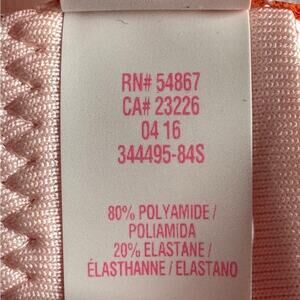 RN# 54867
CA# 23226
04 16
344495-84S
80% POLYAMIDE /
POLIAMIDA
20% ELASTANE /
ÉLASTHANNE / ELASTANO